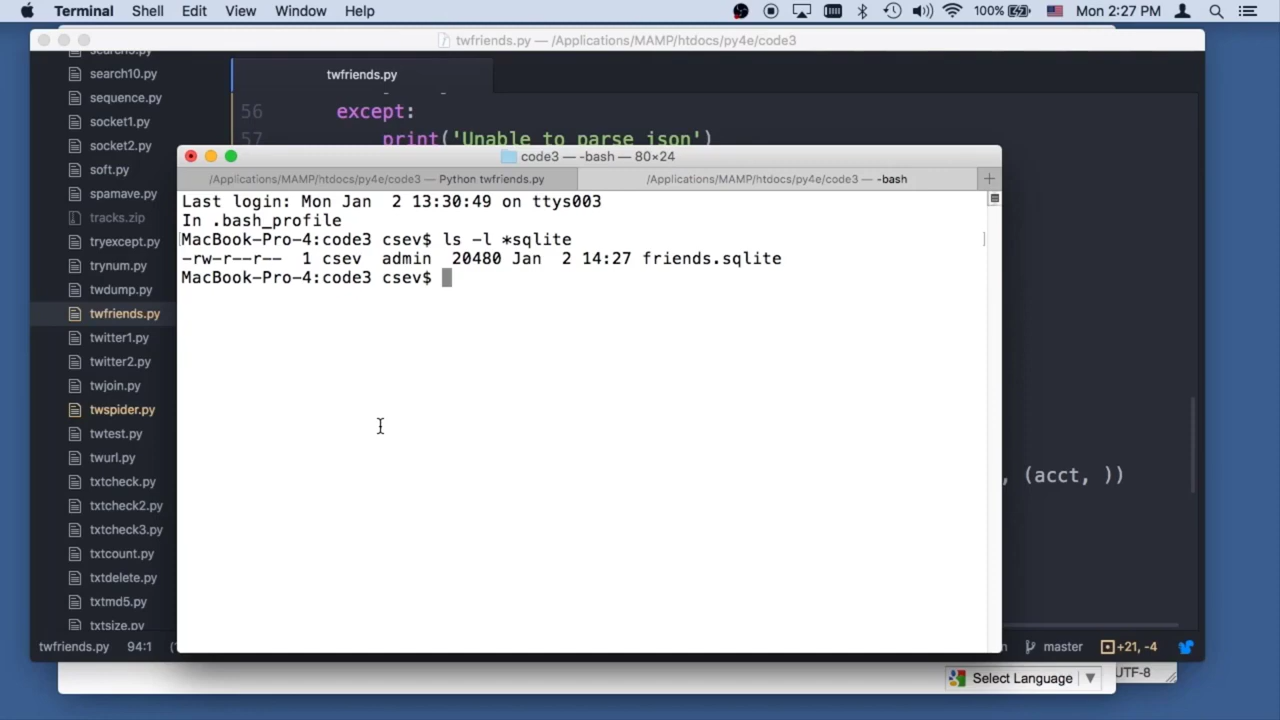 Terminal Shell Edit View Window Help 100% Mon 2:27 PM
twfriends.py — /Applications/MAMP/htdocs/py4e/code3
search10.py
sequence.py
socket1.py
socket2.py
soft.py
spamave.py
tracks.zip
tryexcept.py
trynum.py
twdump.py
twfriends.py
twitter1.py
twitter2.py
twjoin.py
twspider.py
twtest.py
twurl.py
txtcheck.py
txtcheck2.py
txtcheck3.py
txtcount.py
txtdelete.py
txtmd5.py
txtsize.py
twfriends.py
56 except:
57 print('Unable to parse json')
code3 — -bash — 80×24
/Applications/MAMP/htdocs/py4e/code3 — Python twfriends.py
/Applications/MAMP/htdocs/py4e/code3 — -bash
Last login: Mon Jan  2 13:30:49 on ttys003
In .bash_profile
MacBook-Pro-4:code3 csev$ ls -l *sqlite
-rw-r--r--  1 csev  admin  20480 Jan  2 14:27 friends.sqlite
MacBook-Pro-4:code3 csev$
, (acct, ))
twfriends.py 94:1 master +21, -4
Select Language ▼ UTF-8